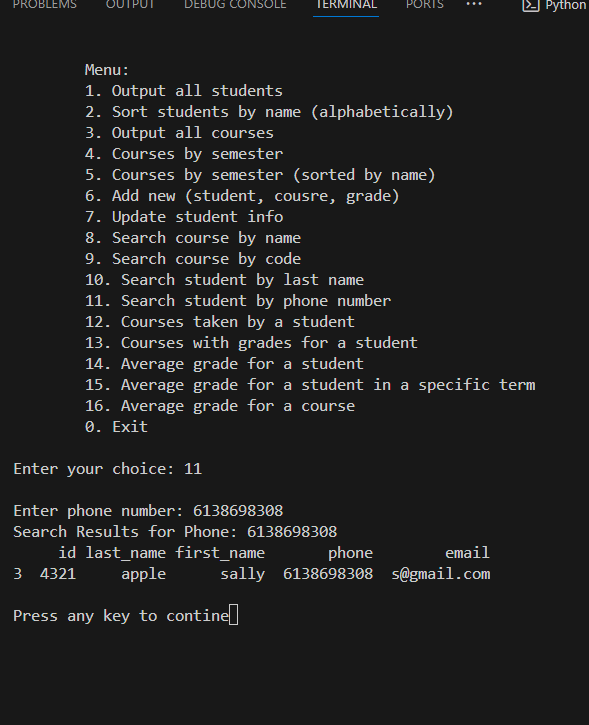 PROBLEMS OUTPUT DEBUG CONSOLE TERMINAL PORTS ··· Python
Menu:
1. Output all students
2. Sort students by name (alphabetically)
3. Output all courses
4. Courses by semester
5. Courses by semester (sorted by name)
6. Add new (student, cousre, grade)
7. Update student info
8. Search course by name
9. Search course by code
10. Search student by last name
11. Search student by phone number
12. Courses taken by a student
13. Courses with grades for a student
14. Average grade for a student
15. Average grade for a student in a specific term
16. Average grade for a course
0. Exit
Enter your choice: 11
Enter phone number: 6138698308
Search Results for Phone: 6138698308
id last_name first_name phone email
3 4321 apple sally 6138698308 s@gmail.com
Press any key to contine